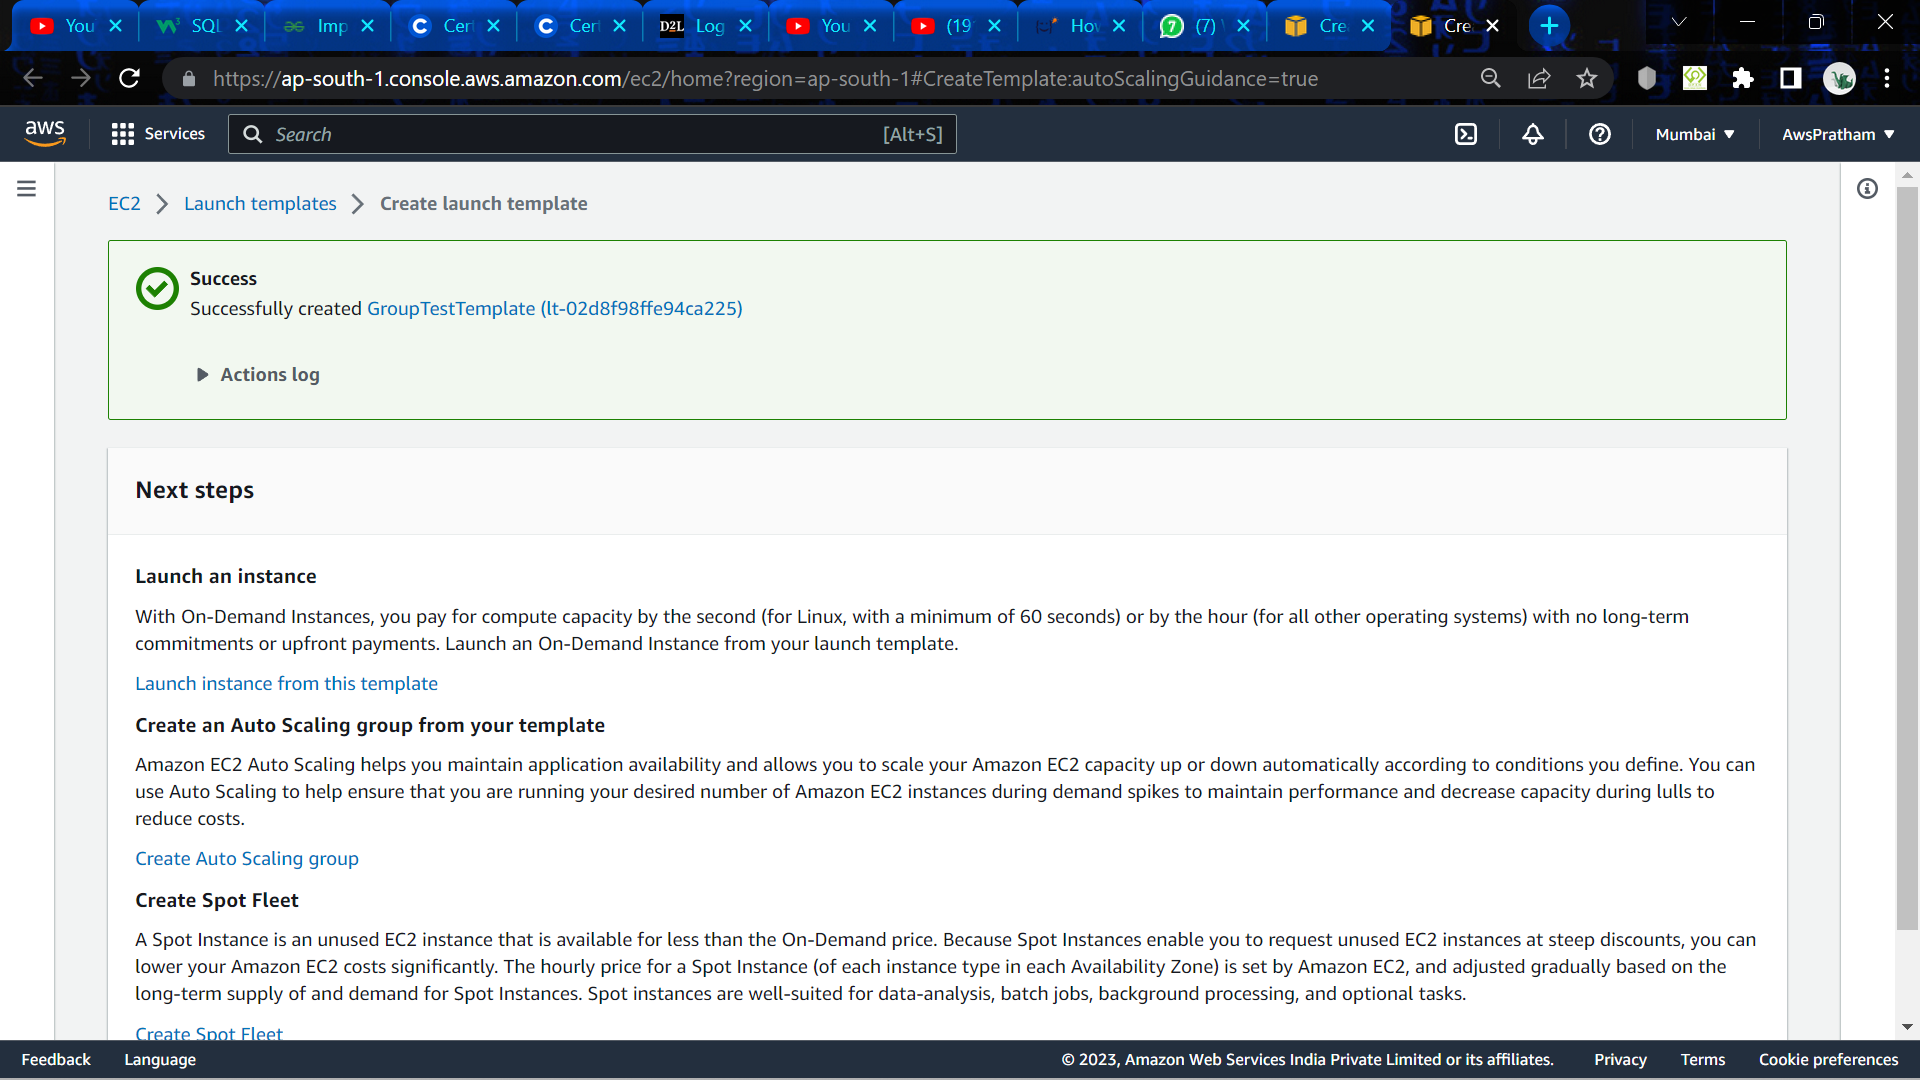 You
SQL
Imp
Cer
Cer
D2L Log
You
(19
How
7 (7)
Cre
Cre
https://ap-south-1.console.aws.amazon.com/ec2/home?region=ap-south-1#CreateTemplate:autoScalingGuidance=true
aws
Services
Search
[Alt+S]
Mumbai
AwsPratham
EC2 > Launch templates > Create launch template
Success
Successfully created GroupTestTemplate (lt-02d8f98ffe94ca225)
Actions log
Next steps
Launch an instance
With On-Demand Instances, you pay for compute capacity by the second (for Linux, with a minimum of 60 seconds) or by the hour (for all other operating systems) with no long-term
commitments or upfront payments. Launch an On-Demand Instance from your launch template.
Launch instance from this template
Create an Auto Scaling group from your template
Amazon EC2 Auto Scaling helps you maintain application availability and allows you to scale your Amazon EC2 capacity up or down automatically according to conditions you define. You can
use Auto Scaling to help ensure that you are running your desired number of Amazon EC2 instances during demand spikes to maintain performance and decrease capacity during lulls to
reduce costs.
Create Auto Scaling group
Create Spot Fleet
A Spot Instance is an unused EC2 instance that is available for less than the On-Demand price. Because Spot Instances enable you to request unused EC2 instances at steep discounts, you can
lower your Amazon EC2 costs significantly. The hourly price for a Spot Instance (of each instance type in each Availability Zone) is set by Amazon EC2, and adjusted gradually based on the
long-term supply of and demand for Spot Instances. Spot instances are well-suited for data-analysis, batch jobs, background processing, and optional tasks.
Create Spot Fleet
Feedback
Language
© 2023, Amazon Web Services India Private Limited or its affiliates.
Privacy
Terms
Cookie preferences